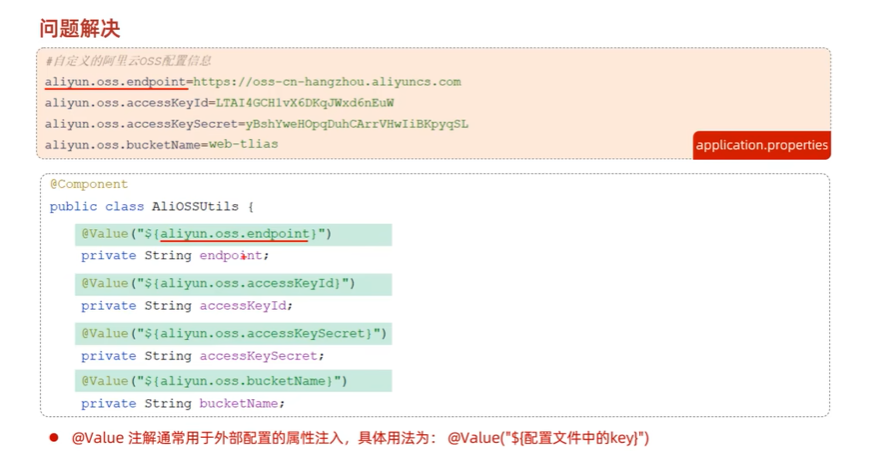 问题解决
#自定义的阿里云OSS配置信息
aliyun.oss.endpoint=https://oss-cn-hangzhou.aliyuncs.com
aliyun.oss.accessKeyId=LTAI4GCH1vX6DKqJWxd6nEuW
aliyun.oss.accessKeySecret=yBshYweHOpqDuhCArrVHwIiBKpyqSL
aliyun.oss.bucketName=web-tlias
application.properties
@Component
public class AliOSSUtils {
@Value("${aliyun.oss.endpoint}")
private String endpoint;
@Value("${aliyun.oss.accessKeyId}")
private String accessKeyId;
@Value("${aliyun.oss.accessKeySecret}")
private String accessKeySecret;
@Value("${aliyun.oss.bucketName}")
private String bucketName;
● @Value 注解通常用于外部配置的属性注入，具体用法为： @Value("${配置文件中的key}")